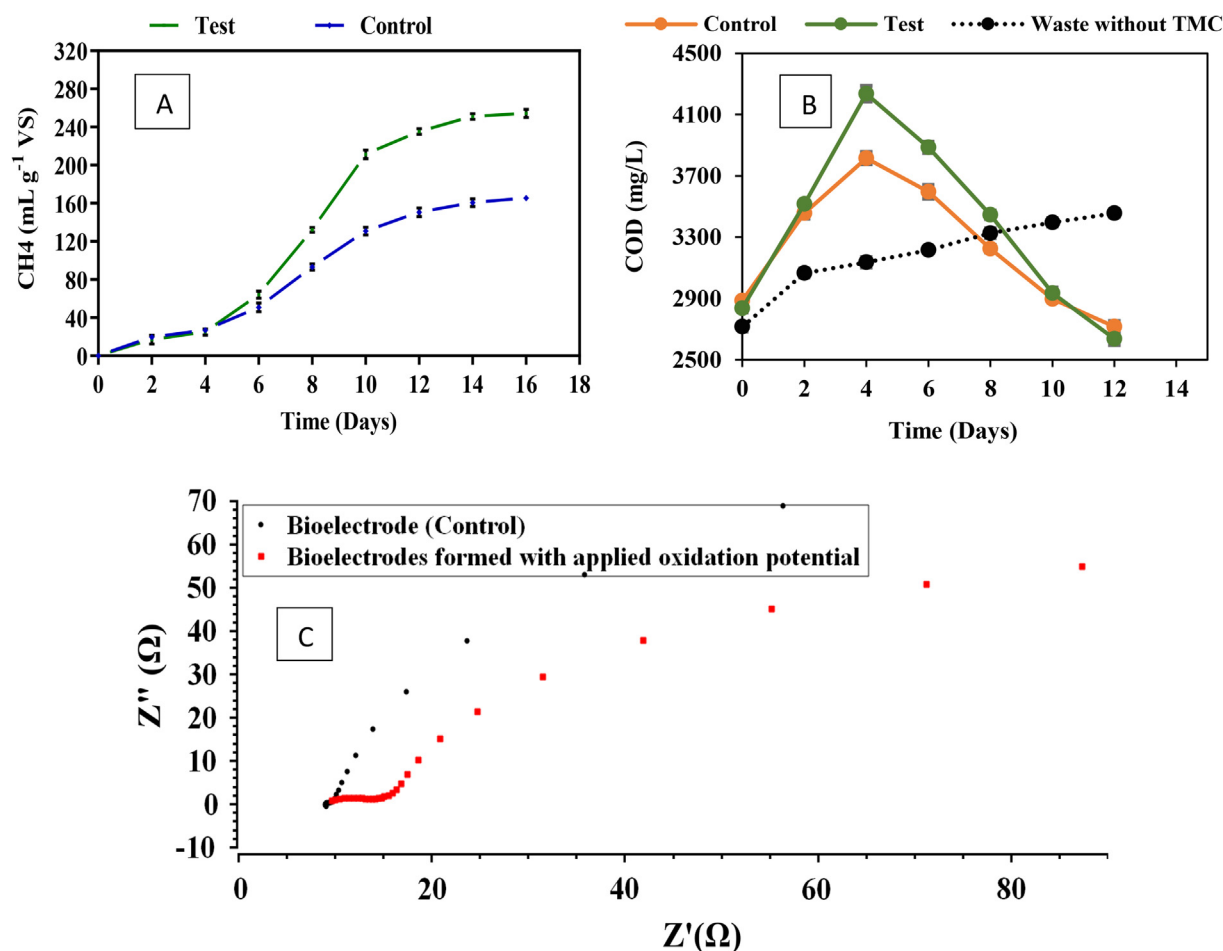 Test Control
320
280
240
200
160
120
80
40
0
A
CH4 (mL g-1 VS)
0 2 4 6 8 10 12 14 16 18
Time (Days)
Control Test Waste without TMC
4500
4100
3700
3300
2900
2500
B
COD (mg/L)
0 2 4 6 8 10 12 14
Time (Days)
70
60
50
40
30
20
10
0
-10
Bioelectrode (Control)
Bioelectrodes formed with applied oxidation potential
C
Z'' (Ω)
0 20 40 60 80
Z'(Ω)